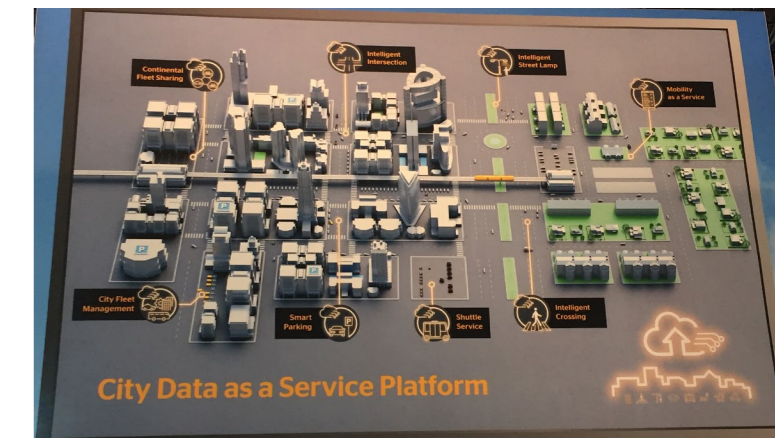 Continental
Fleet Sharing
Intelligent
Intersection
Intelligent
Street Lamp
Mobility
as a Service
P
P
P
P
City Fleet
Management
Smart
Parking
P
Shuttle
Service
Intelligent
Crossing
City Data as a Service Platform